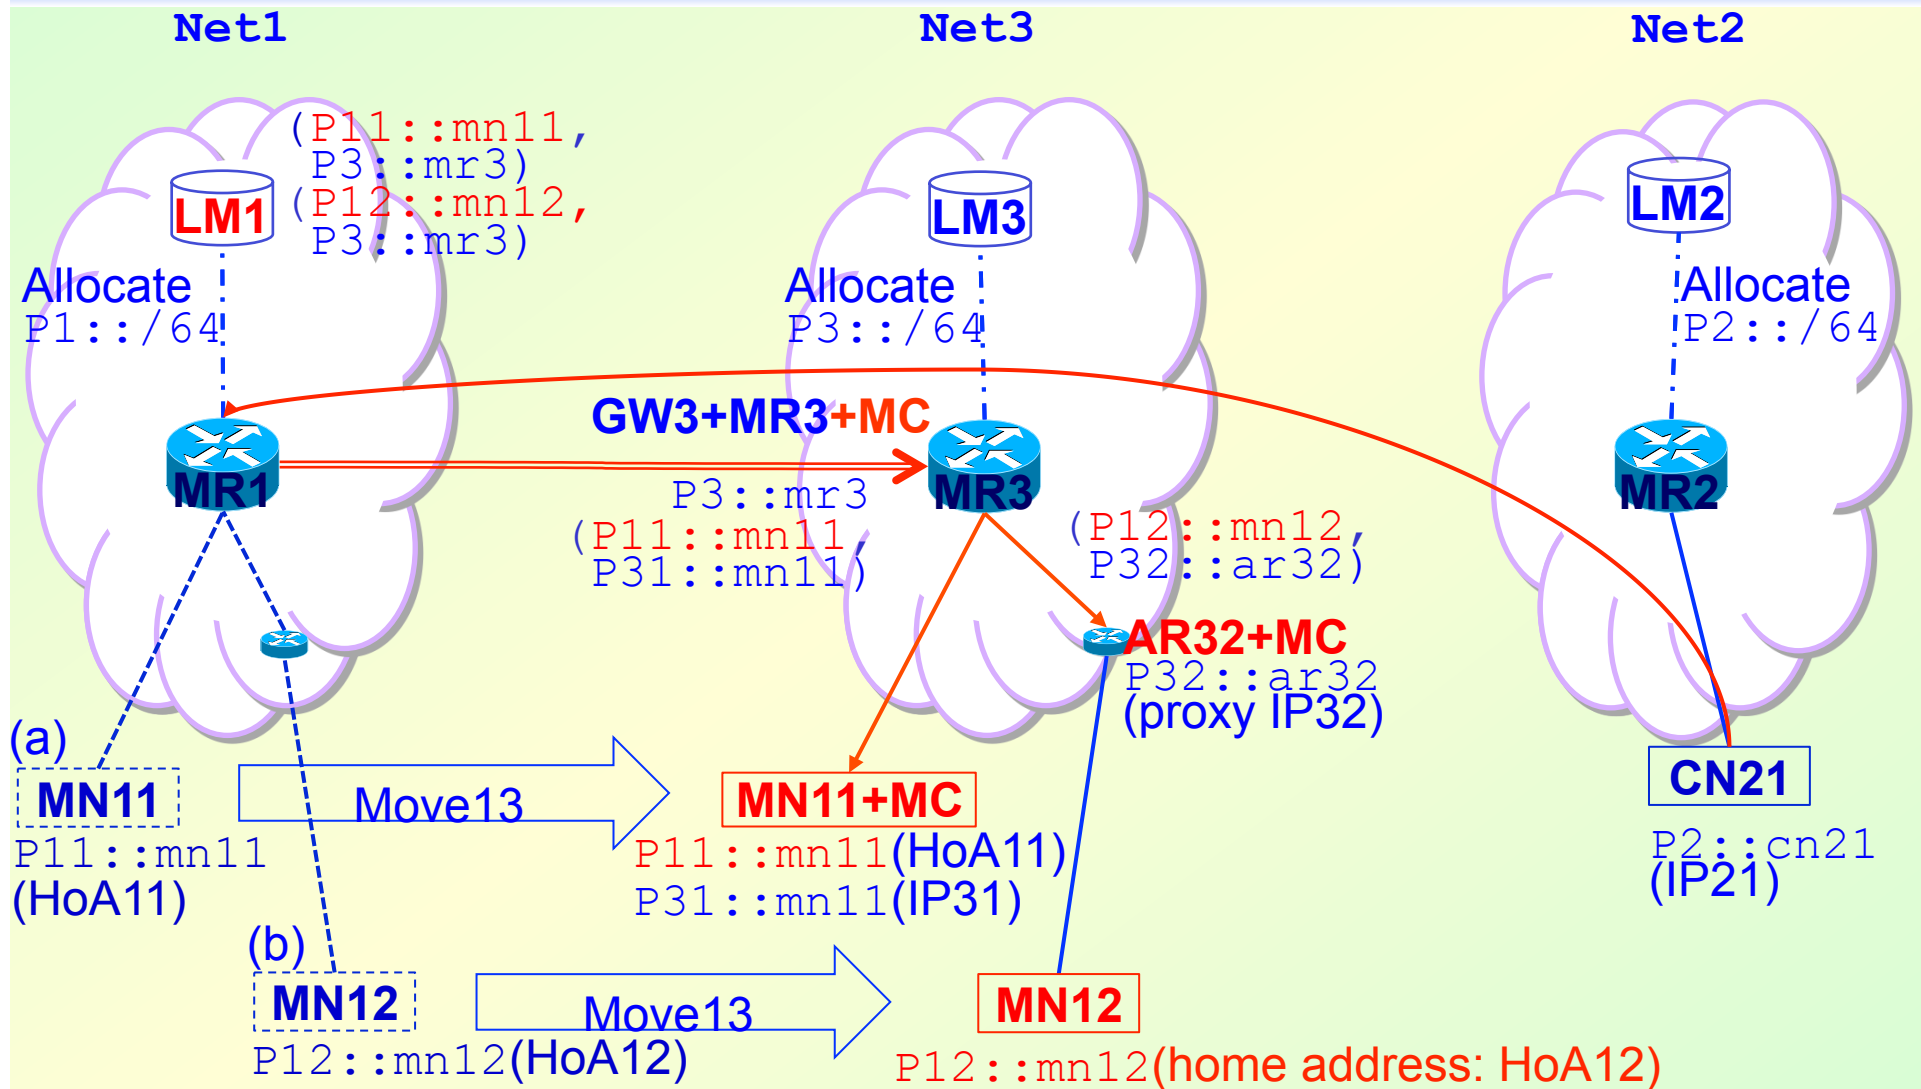 Net1
Net3
Net2
(P11::mn11,
P3::mr3)
(P12::mn12,
P3::mr3)
LM1
LM3
LM2
Allocate
P1::/64
Allocate
P3::/64
Allocate
P2::/64
GW3+MR3+MC
MR1
MR3
MR2
P3::mr3
(P11::mn11,
P31::mn11)
(P12::mn12,
P32::ar32)
AR32+MC
P32::ar32
(proxy IP32)
(a)
MN11
Move13
MN11+MC
CN21
P11::mn11
(HoA11)
P11::mn11(HoA11)
P31::mn11(IP31)
P2::cn21
(IP21)
(b)
MN12
Move13
MN12
P12::mn12(HoA12)
P12::mn12(home address: HoA12)